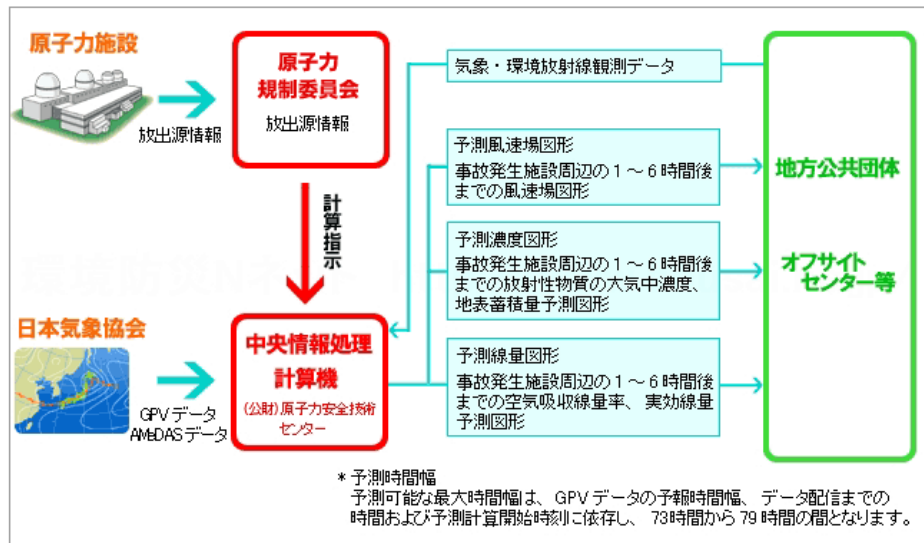 原子力施設
放出源情報
原子力
規制委員会
放出源情報
計算指示
日本気象協会
GPVデータ
AMeDASデータ
中央情報処理
計算機
(公財)原子力安全技術
センター
気象・環境放射線観測データ
予測風速場図形
事故発生施設周辺の1～6時間後
までの風速場図形
予測濃度図形
事故発生施設周辺の1～6時間後
までの放射性物質の大気中濃度、
地表蓄積量予測図形
予測線量図形
事故発生施設周辺の1～6時間後
までの空気吸収線量率、実効線量
予測図形
地方公共団体
オフサイト
センター等
*予測時間幅
予測可能な最大時間幅は、GPVデータの予報時間幅、データ配信までの
時間および予測計算開始時刻に依存し、73時間から79時間の間となります。